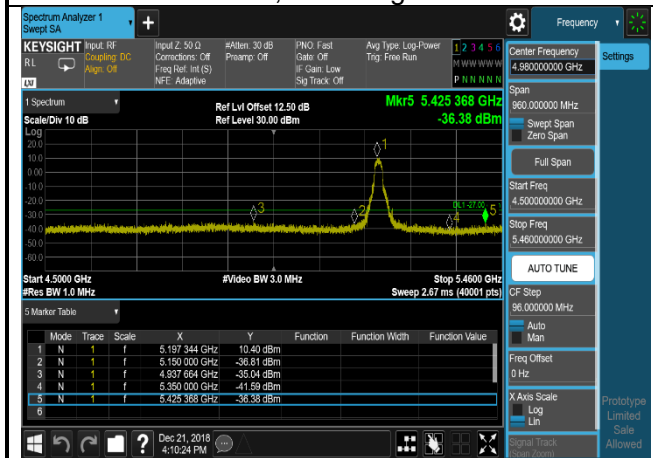 Spectrum Analyzer 1
Swept SA
+
Frequency
KEYSIGHT
RL
LXI
Input: RF
Coupling: DC
Align: Off
Input Z: 50 Ω
Corrections: Off
Freq Ref: Int (S)
NFE: Adaptive
#Atten: 30 dB
Preamp: Off
PNO: Fast
Gate: Off
IF Gain: Low
Sig Track: Off
Avg Type: Log-Power
Trig: Free Run
1 2 3 4 5 6
M W W W W W
P N N N N N
1 Spectrum
Scale/Div 10 dB
Ref Lvl Offset 12.50 dB
Ref Level 30.00 dBm
Mkr5 5.425 368 GHz
-36.38 dBm
Log
20.0
10.0
0.00
-10.0
-20.0
-30.0
-40.0
-50.0
-60.0
1
2
3
4
5
DL1 -27.00
Start 4.5000 GHz
#Res BW 1.0 MHz
#Video BW 3.0 MHz
Stop 5.4600 GHz
Sweep 2.67 ms (40001 pts)
5 Marker Table
Mode Trace Scale X Y Function Function Width Function Value
1 N 1 f 5.197 344 GHz 10.40 dBm
2 N 1 f 5.150 000 GHz -36.81 dBm
3 N 1 f 4.937 664 GHz -35.04 dBm
4 N 1 f 5.350 000 GHz -41.59 dBm
5 N 1 f 5.425 368 GHz -36.38 dBm
6
Center Frequency
4.980000000 GHz
Span
960.000000 MHz
Swept Span
Zero Span
Full Span
Start Freq
4.500000000 GHz
Stop Freq
5.460000000 GHz
AUTO TUNE
CF Step
96.000000 MHz
Auto
Man
Freq Offset
0 Hz
X Axis Scale
Log
Lin
Signal Track
(Span Zoom)
Settings
Prototype
Limited
Sale
Allowed
?
Dec 21, 2018
4:10:24 PM